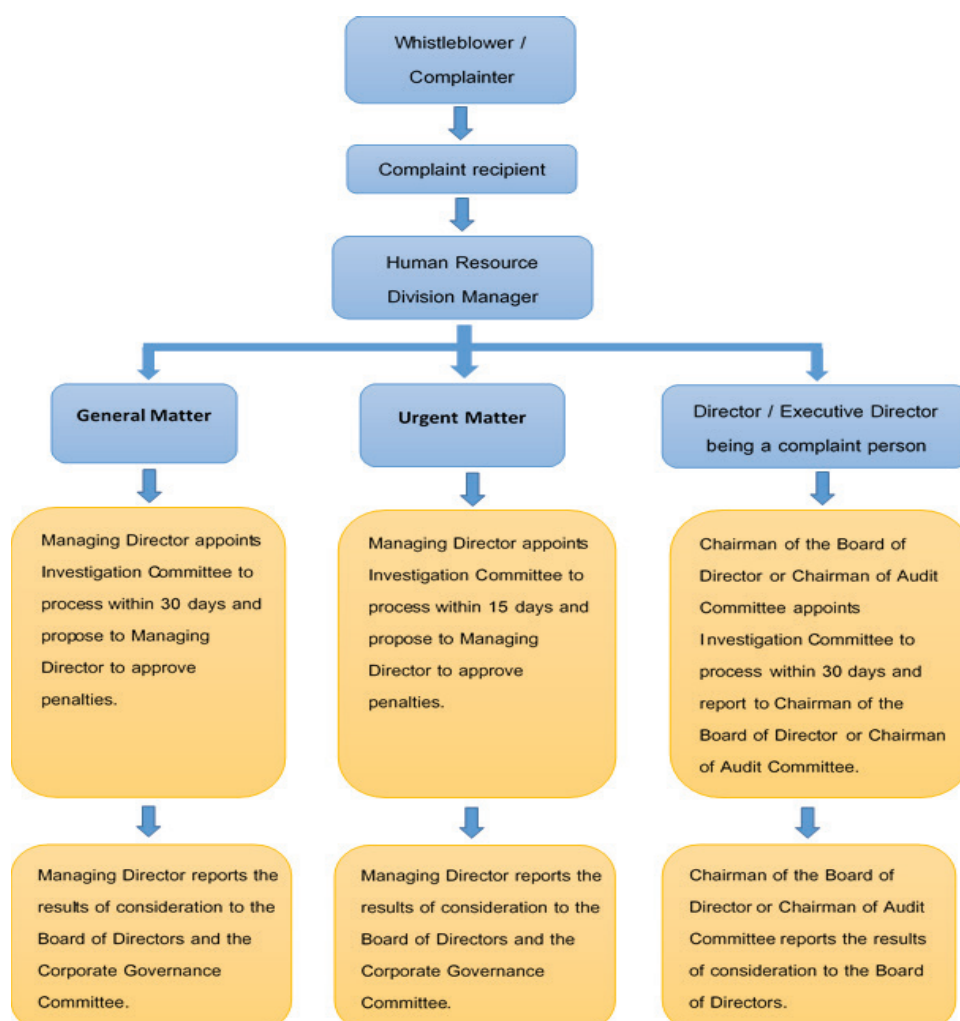 Whistleblower /
Complainter
Complaint recipient
Human Resource
Division Manager
General Matter
Urgent Matter
Director / Executive Director
being a complaint person
Managing Director appoints
Investigation Committee to
process within 30 days and
propose to Managing
Director to approve
penalties.
Managing Director appoints
Investigation Committee to
process within 15 days and
propose to Managing
Director to approve
penalties.
Chairman of the Board of
Director or Chairman of Audit
Committee appoints
Investigation Committee to
process within 30 days and
report to Chairman of the
Board of Director or Chairman
of Audit Committee.
Managing Director reports the
results of consideration to the
Board of Directors and the
Corporate Governance
Committee.
Managing Director reports the
results of consideration to the
Board of Directors and the
Corporate Governance
Committee.
Chairman of the Board of
Director or Chairman of Audit
Committee reports the results
of consideration to the Board
of Directors.